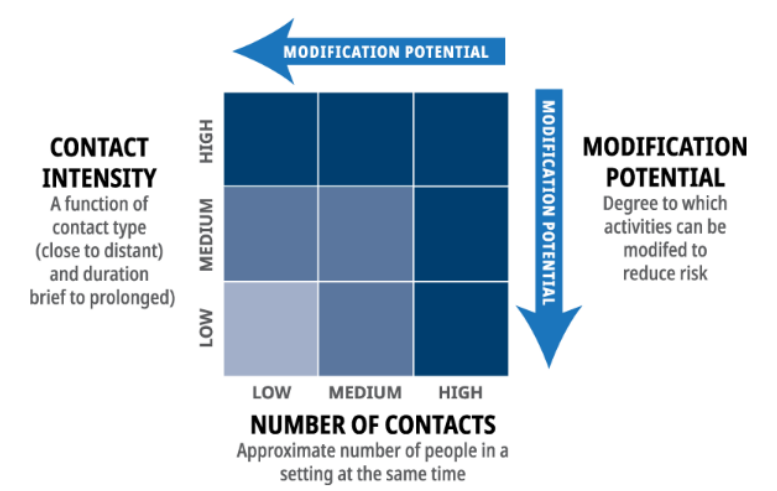 MODIFICATION POTENTIAL
CONTACT
INTENSITY
A function of
contact type
(close to distant)
and duration
brief to prolonged)
HIGH
MEDIUM
LOW
MODIFICATION POTENTIAL
MODIFICATION
POTENTIAL
Degree to which
activities can be
modifed to
reduce risk
LOW
MEDIUM
HIGH
NUMBER OF CONTACTS
Approximate number of people in a
setting at the same time